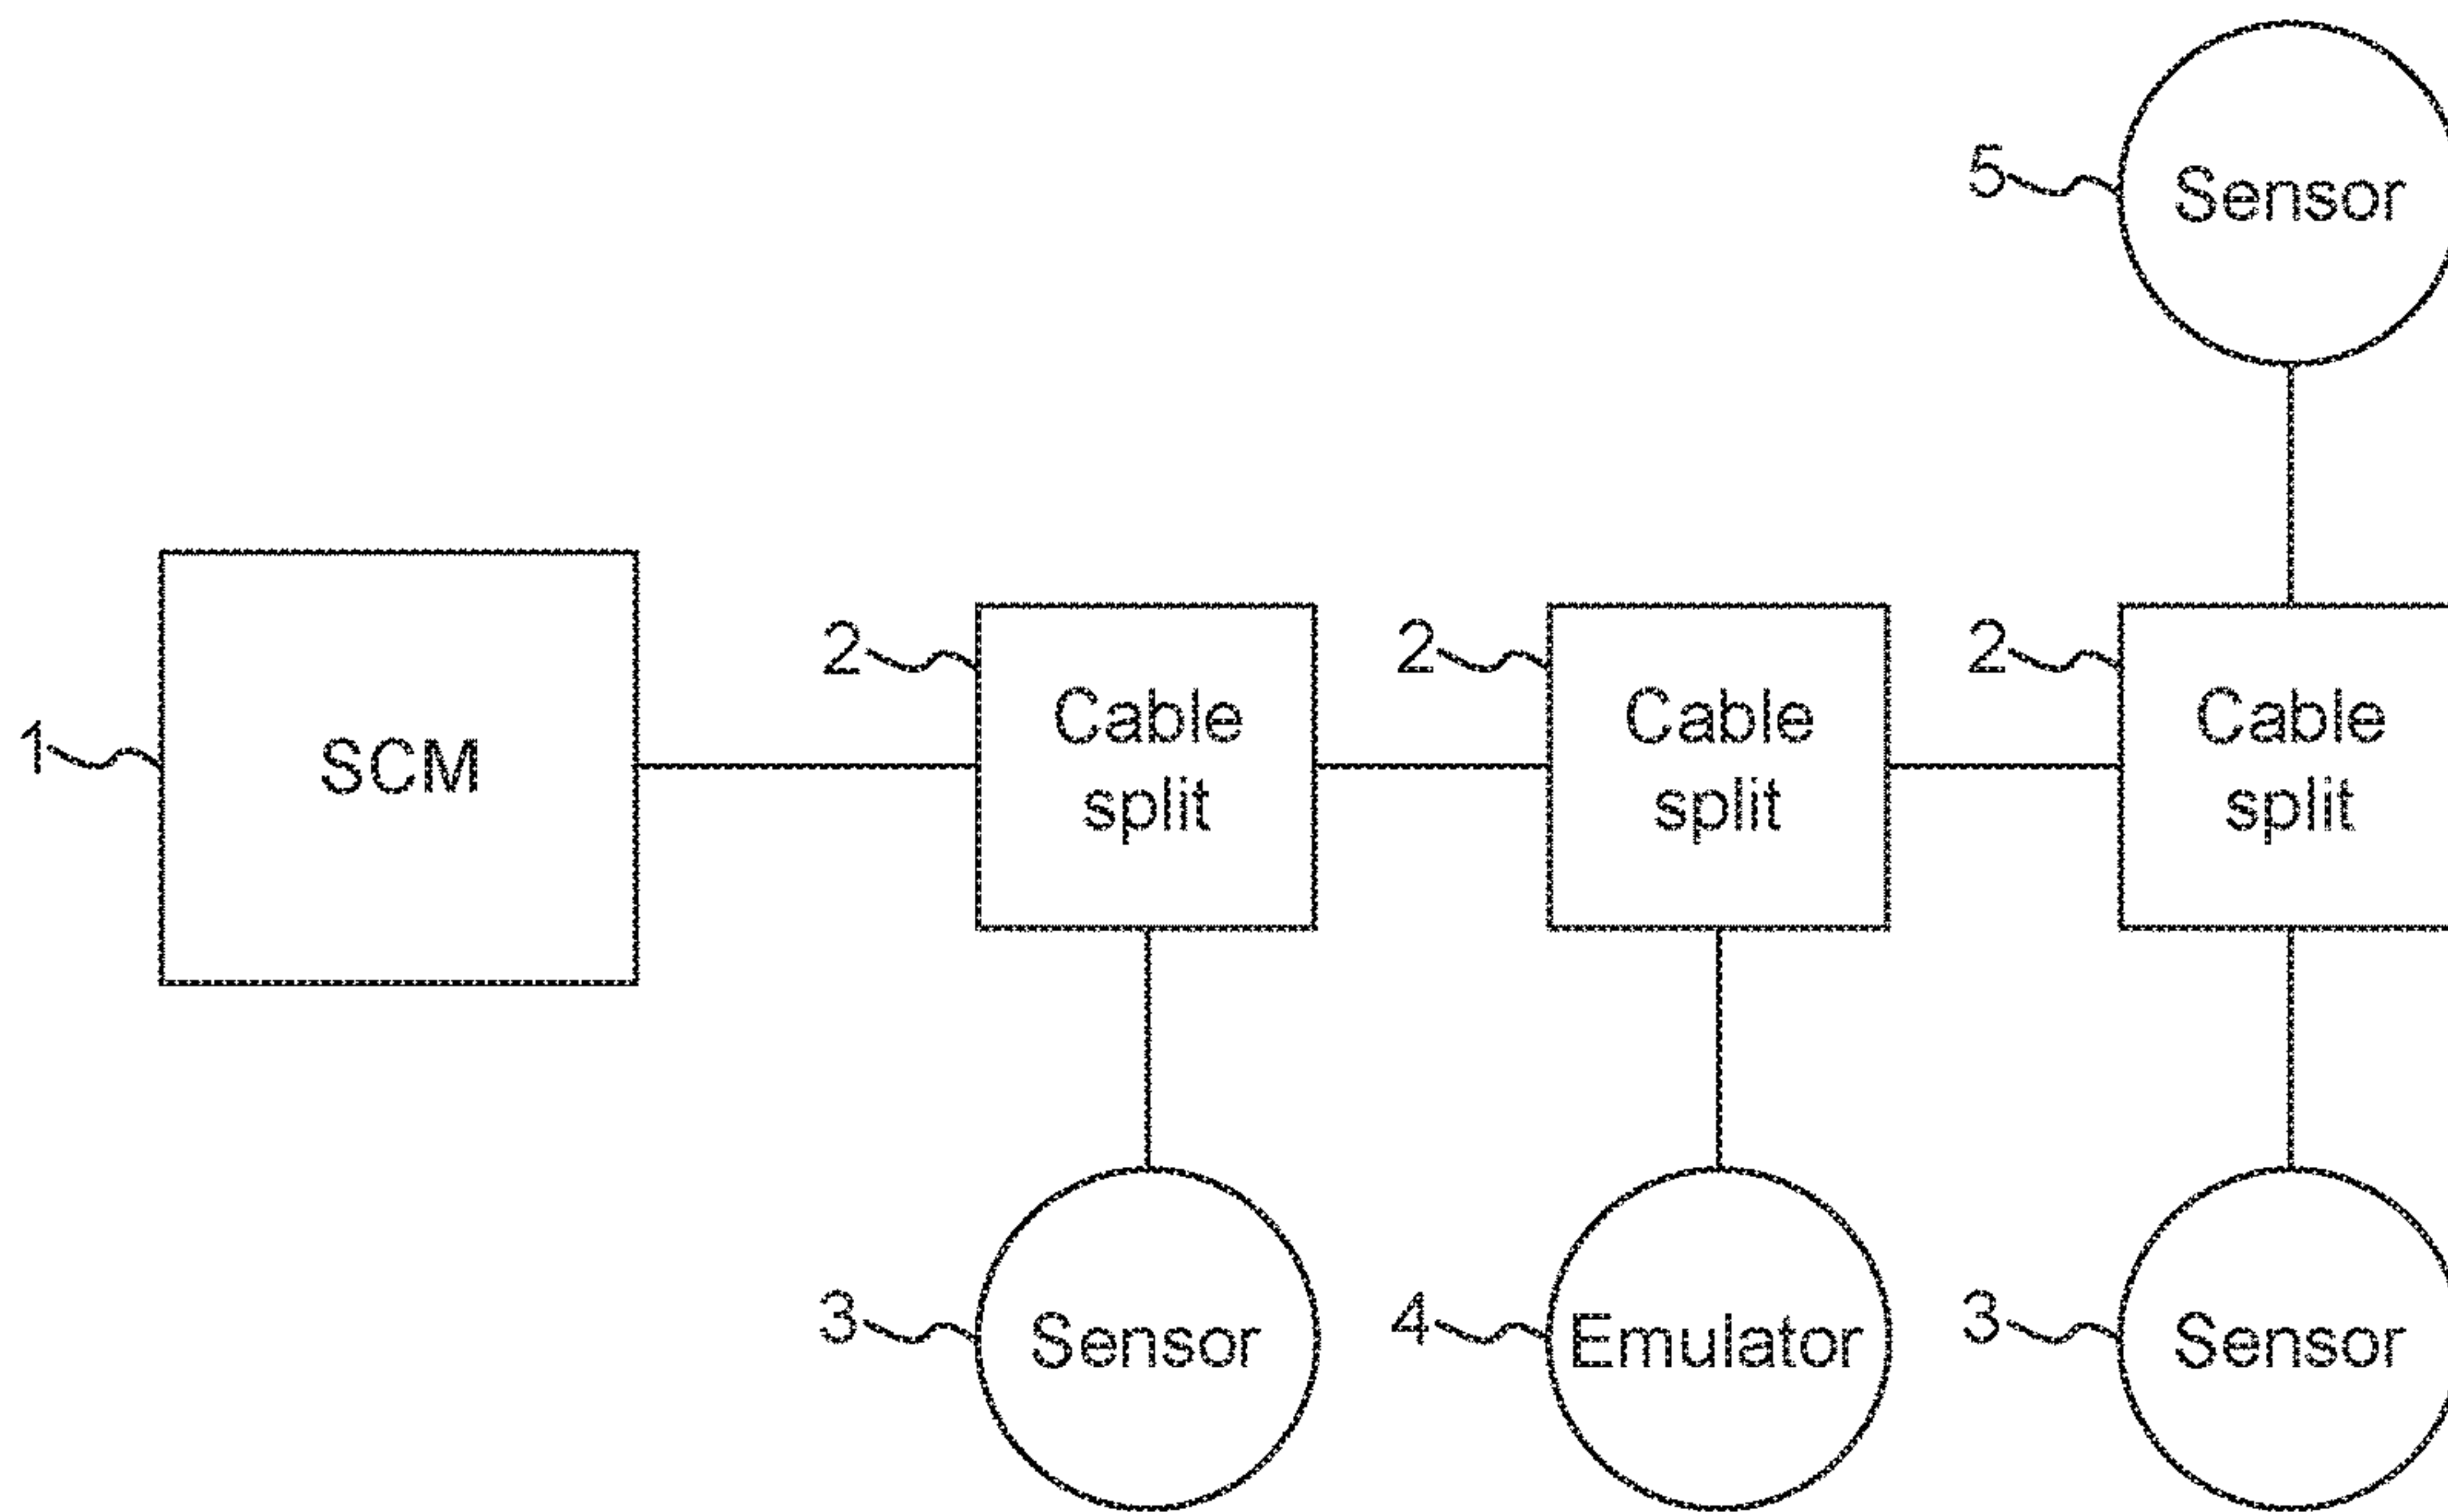 5 Sensor
1 SCM
2 Cable
split
2 Cable
split
2 Cable
split
3 Sensor
4 Emulator
3 Sensor